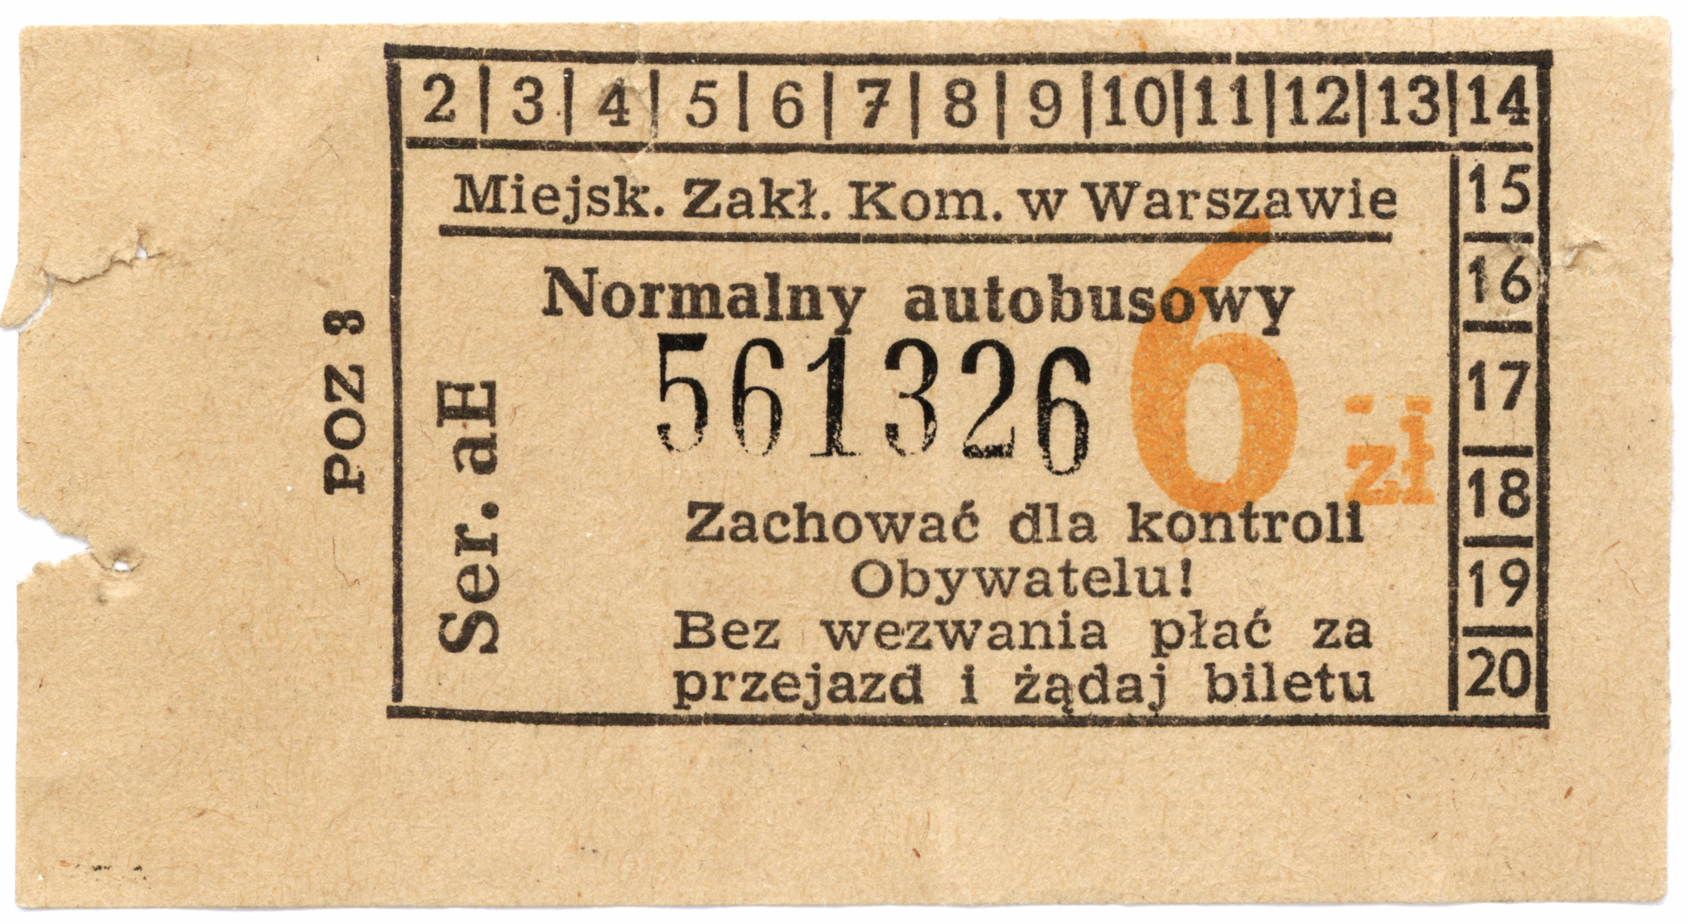 2 | 3 | 4 | 5 | 6 | 7 | 8 | 9 | 10 | 11 | 12 | 13 | 14
15
16
17
18
19
20
Miejsk. Zakł. Kom. w Warszawie
Normalny autobusowy
561326
6 zł
Zachować dla kontroli
Obywatelu!
Bez wezwania płać za
przejazd i żądaj biletu
Ser. aE
POZ 8